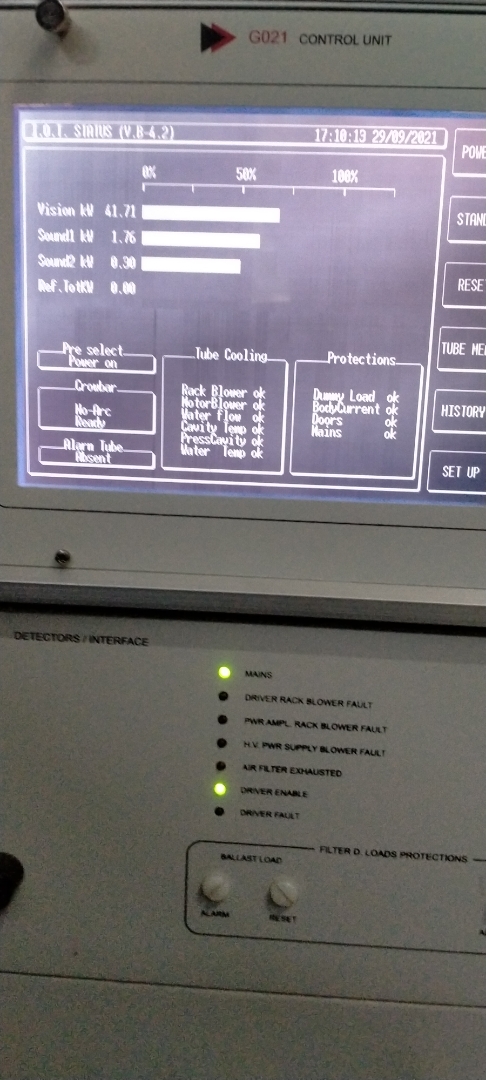 G021 CONTROL UNIT
I.O.T. SIRIUS (V.B-4.2) 17:10:13 29/09/2021
0% 50% 100%
Vision kW 41.71
Sound1 kW 1.76
Sound2 kW 0.30
Ref.TotKW 0.00
POWE
STAND
RESE
TUBE ME
HISTORY
SET UP
Pre select
Power on
Crowbar
No-Arc
Ready
Alarm Tube
Absent
Tube Cooling
Rack Blower ok
MotorBlower ok
Water flow ok
Cavity Temp ok
PressCavity ok
Water Temp ok
Protections
Dummy Load ok
BodyCurrent ok
Doors ok
Mains ok
DETECTORS / INTERFACE
MAINS
DRIVER RACK BLOWER FAULT
PWR AMPL. RACK BLOWER FAULT
H.V. PWR SUPPLY BLOWER FAULT
AIR FILTER EXHAUSTED
DRIVER ENABLE
DRIVER FAULT
FILTER D. LOADS PROTECTIONS
BALLAST LOAD
ALARM RESET